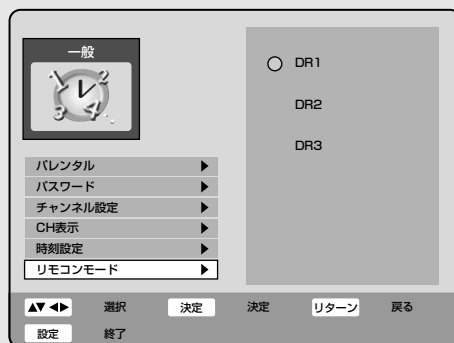 一般
パレンタル
パスワード
チャンネル設定
CH表示
時刻設定
リモコンモード
DR1
DR2
DR3
▲▼ ◀▶ 選択 決定 決定 リターン 戻る
設定 終了